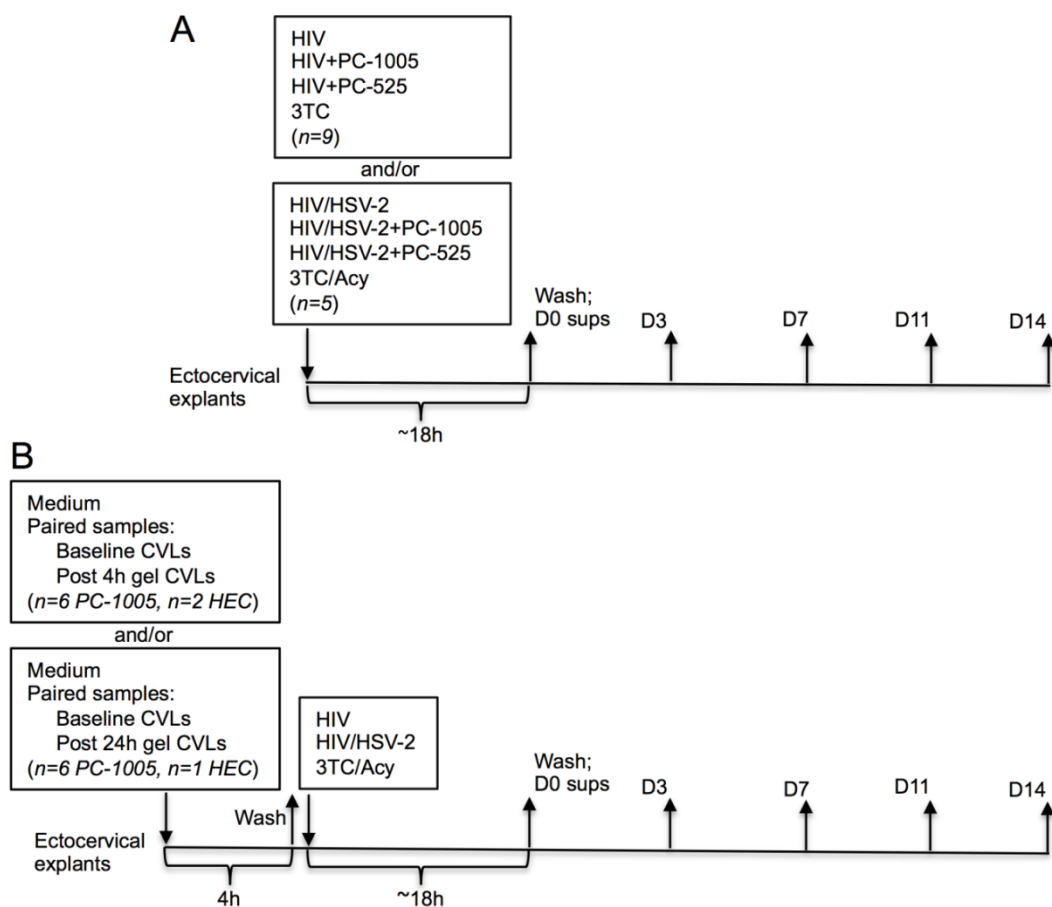 A
HIV
HIV+PC-1005
HIV+PC-525
3TC
(n=9)
and/or
HIV/HSV-2
HIV/HSV-2+PC-1005
HIV/HSV-2+PC-525
3TC/Acy
(n=5)
Wash;
D0 sups
D3
D7
D11
D14
Ectocervical
explants
~18h
B
Medium
Paired samples:
Baseline CVLs
Post 4h gel CVLs
(n=6 PC-1005, n=2 HEC)
and/or
Medium
Paired samples:
Baseline CVLs
Post 24h gel CVLs
(n=6 PC-1005, n=1 HEC)
HIV
HIV/HSV-2
3TC/Acy
Wash
Wash;
D0 sups
D3
D7
D11
D14
Ectocervical
explants
4h
~18h